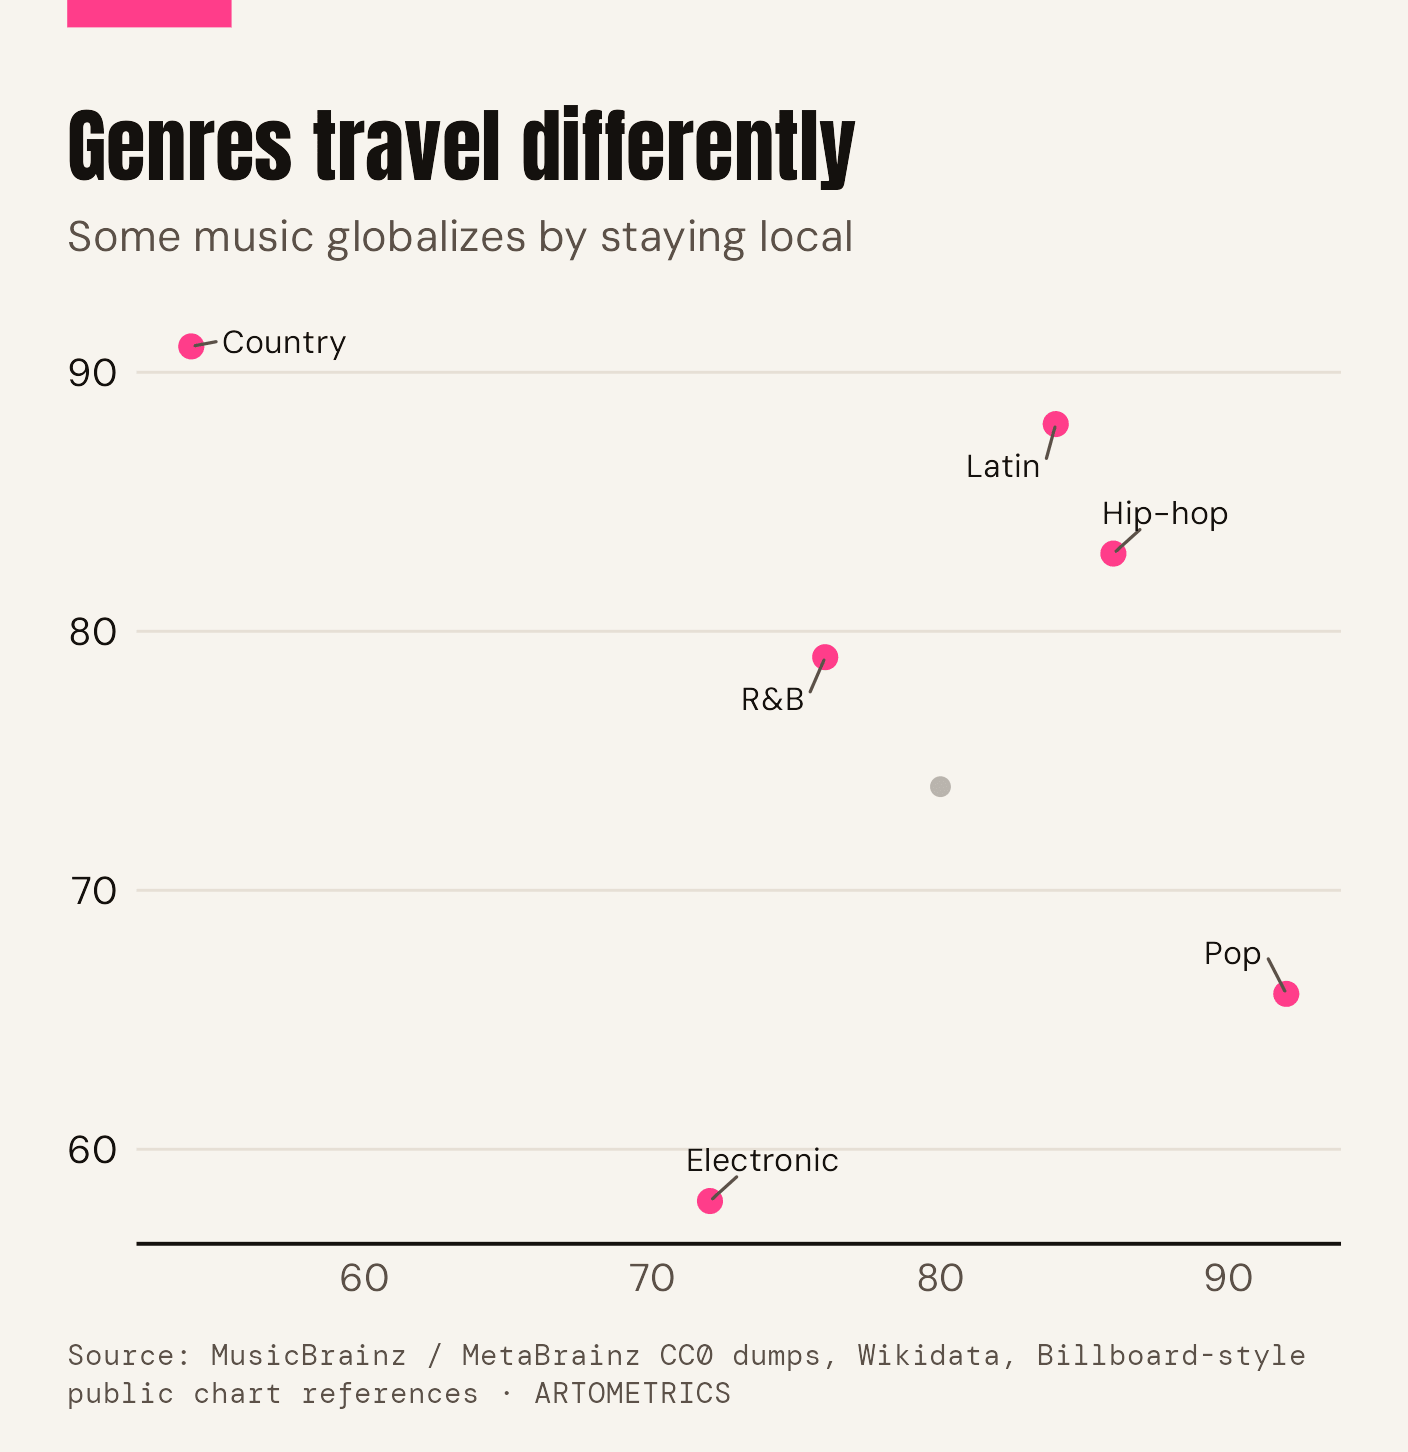 Genres travel differently
Some music globalizes by staying local
Country
90
Latin
Hip-hop
80
R&B
70
Pop
60
Electronic
60 70 80 90
Source: MusicBrainz / MetaBrainz CC0 dumps, Wikidata, Billboard-style
public chart references · ARTOMETRICS